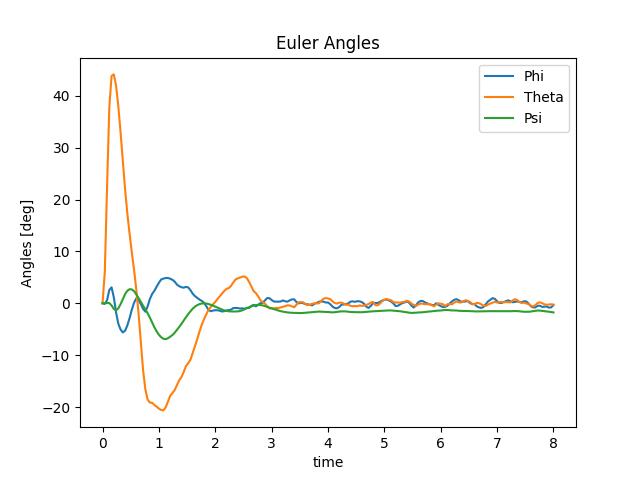 Euler Angles
Phi
Theta
Psi
Angles [deg]
40
30
20
10
0
−10
−20
0 1 2 3 4 5 6 7 8
time